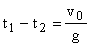 t₁ − t₂ = v₀/g